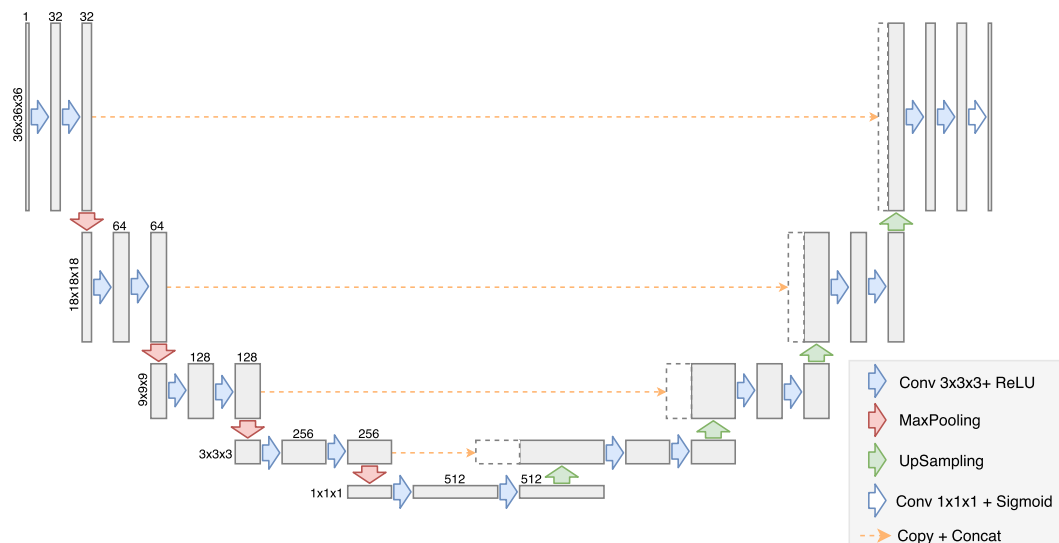 1 32 32
36x36x36
64 64
18x18x18
128 128
9x9x9
256 256
3x3x3
512 512
1x1x1
Conv 3x3x3+ ReLU
MaxPooling
UpSampling
Conv 1x1x1 + Sigmoid
Copy + Concat